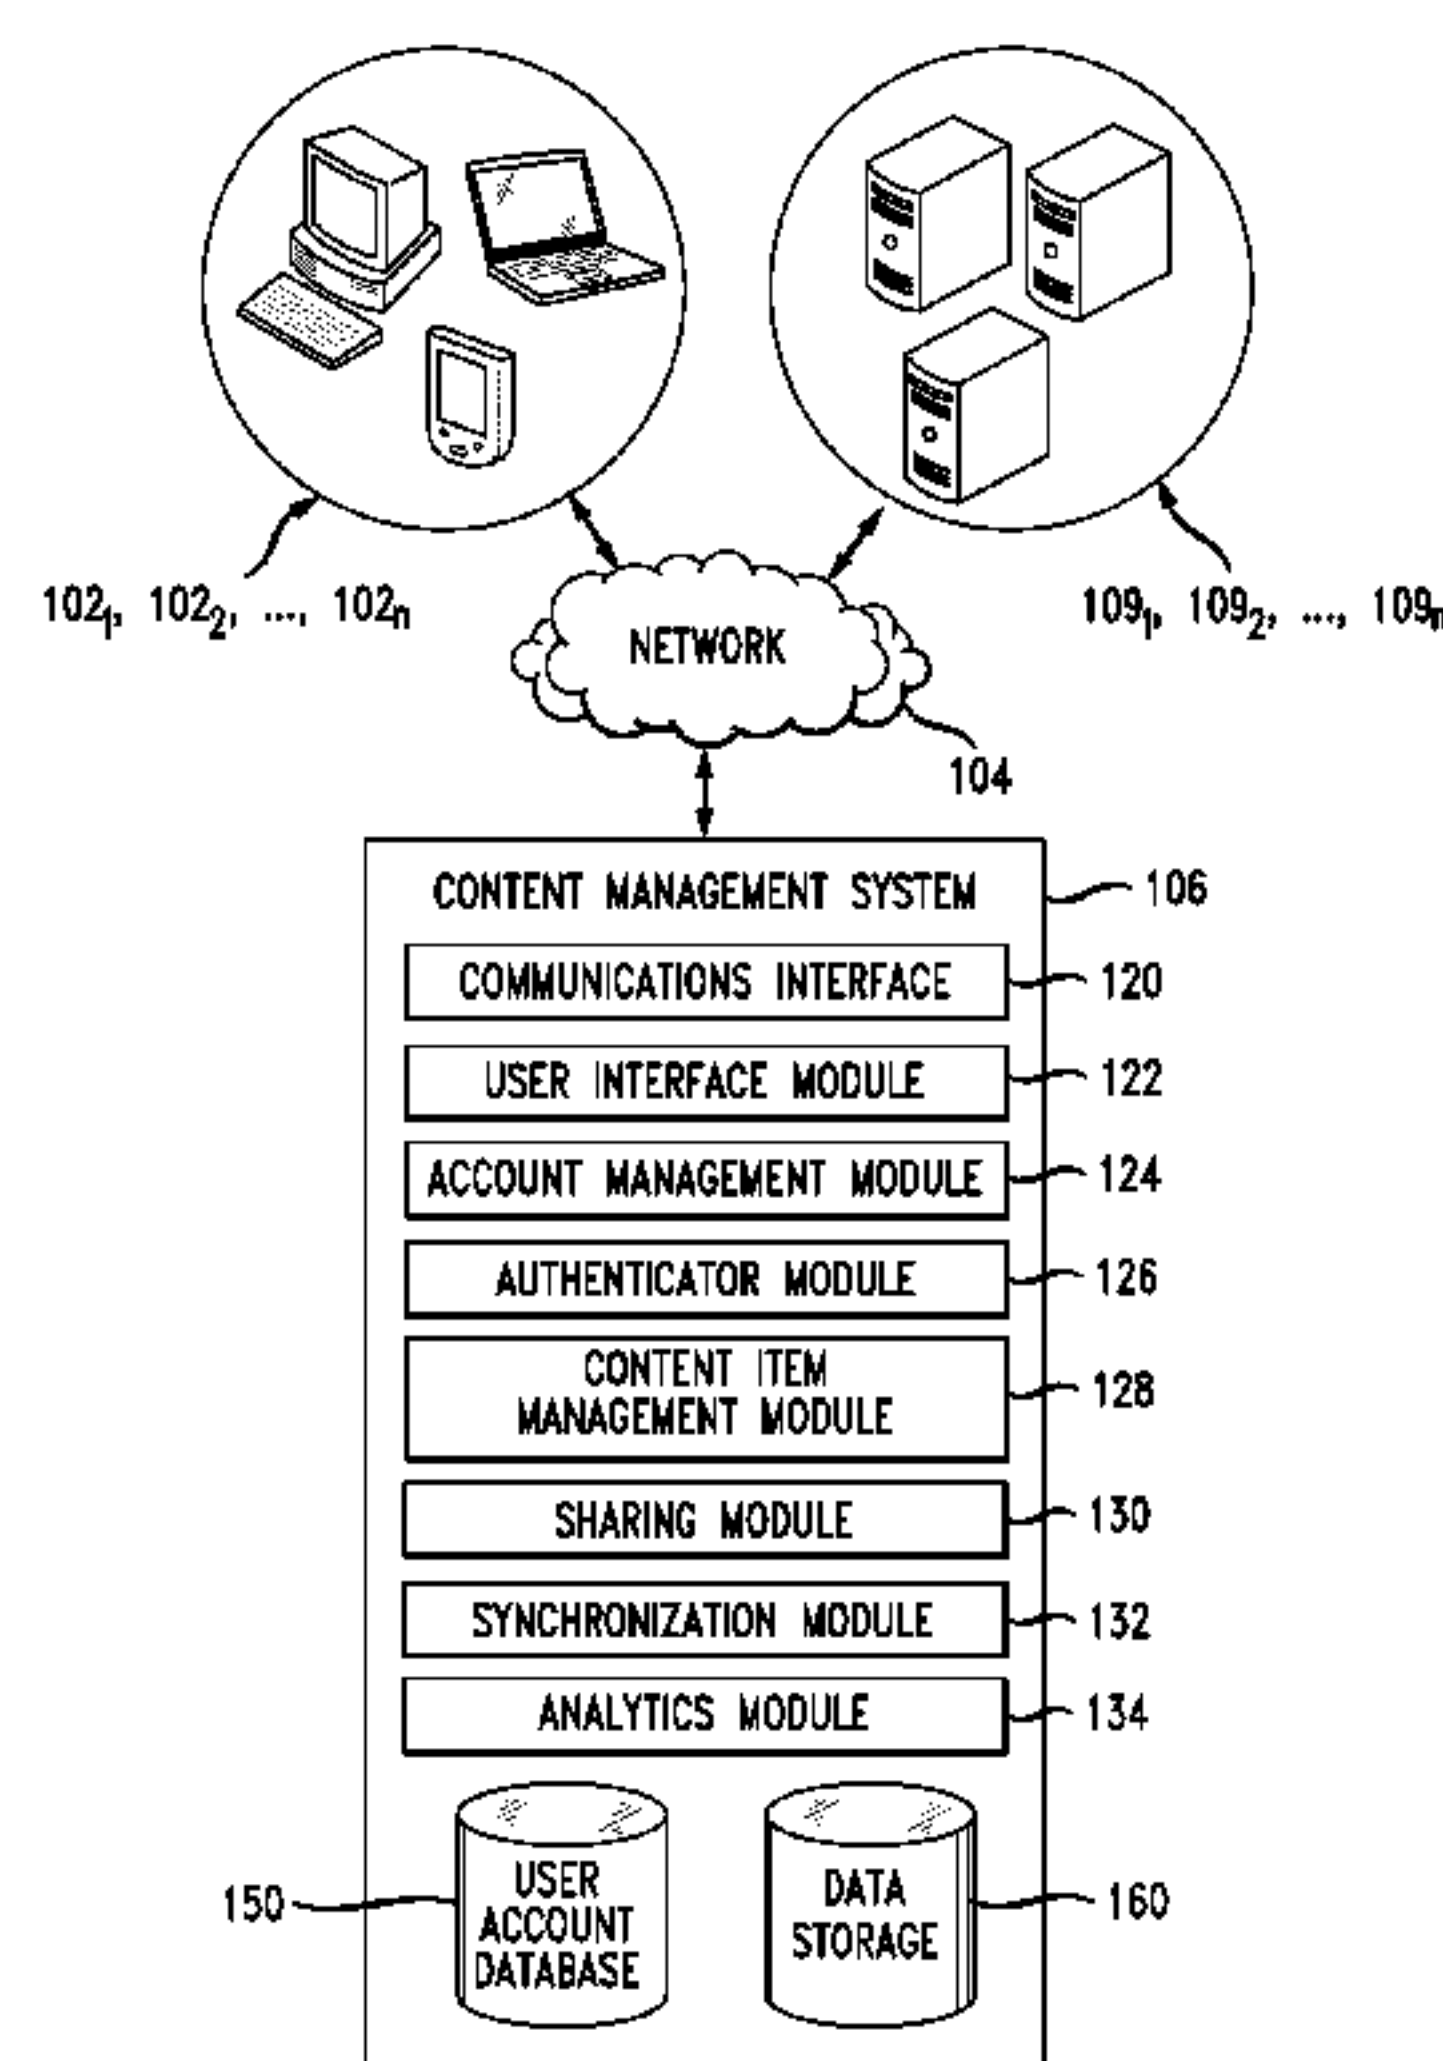 102₁, 102₂, ..., 102ₙ
109₁, 109₂, ..., 109ₙ
NETWORK
104
CONTENT MANAGEMENT SYSTEM
106
COMMUNICATIONS INTERFACE
120
USER INTERFACE MODULE
122
ACCOUNT MANAGEMENT MODULE
124
AUTHENTICATOR MODULE
126
CONTENT ITEM
MANAGEMENT MODULE
128
SHARING MODULE
130
SYNCHRONIZATION MODULE
132
ANALYTICS MODULE
134
150
USER
ACCOUNT
DATABASE
DATA
STORAGE
160